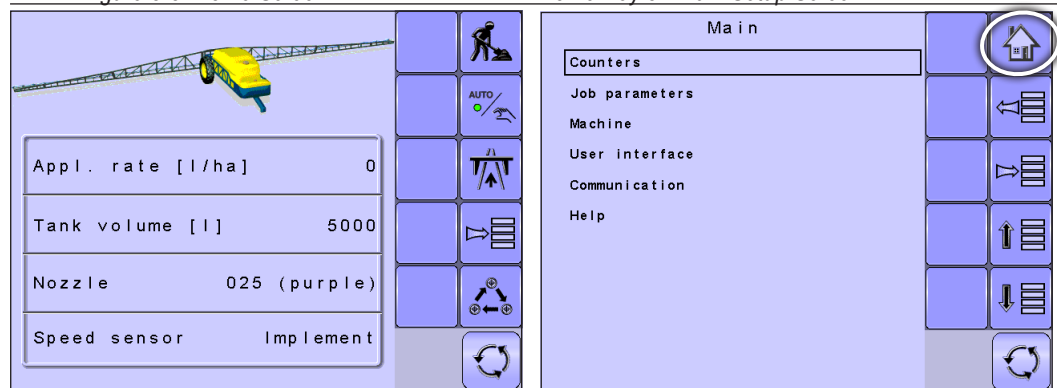 AUTO
Appl. rate [l/ha] 0
Tank volume [l] 5000
Nozzle 025 (purple)
Speed sensor Implement
Main
Counters
Job parameters
Machine
User interface
Communication
Help